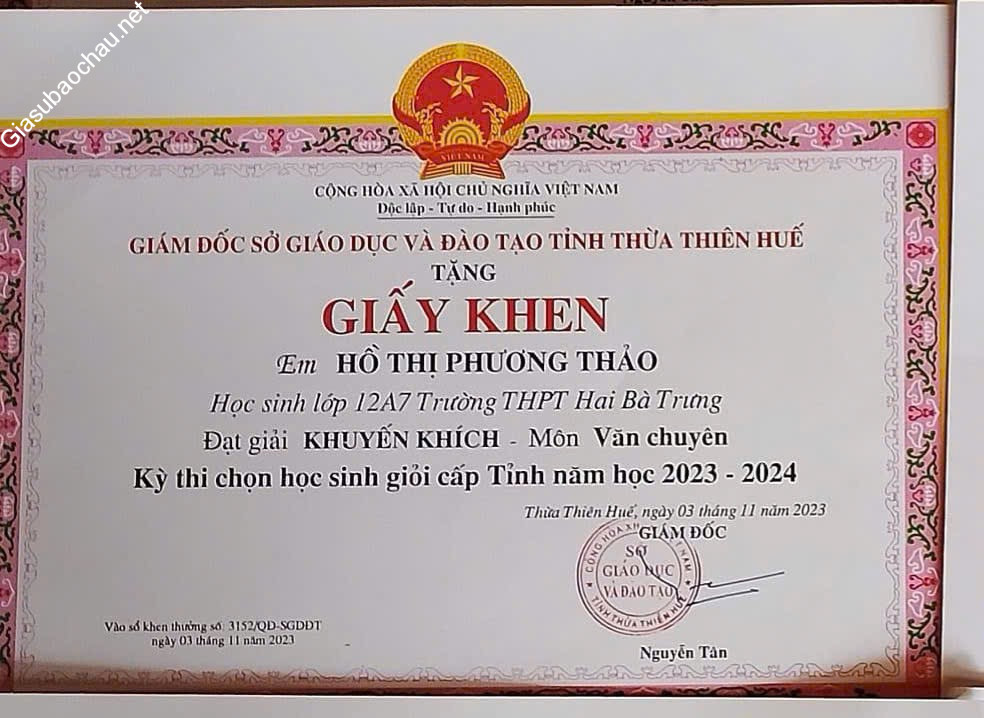 Giasubaochau.net
VIỆT NAM
CỘNG HÒA XÃ HỘI CHỦ NGHĨA VIỆT NAM
Độc lập - Tự do - Hạnh phúc
GIÁM ĐỐC SỞ GIÁO DỤC VÀ ĐÀO TẠO TỈNH THỪA THIÊN HUẾ
TẶNG
GIẤY KHEN
Em HỒ THỊ PHƯƠNG THẢO
Học sinh lớp 12A7 Trường THPT Hai Bà Trưng
Đạt giải KHUYẾN KHÍCH - Môn Văn chuyên
Kỳ thi chọn học sinh giỏi cấp Tỉnh năm học 2023 - 2024
Thừa Thiên Huế, ngày 03 tháng 11 năm 2023
GIÁM ĐỐC
CỘNG HÒA XH NAM
SỞ
GIÁO DỤC
VÀ ĐÀO TẠO
TỈNH THỪA THIÊN HUẾ
Vào sổ khen thưởng số: 3152/QĐ-SGDĐT
ngày 03 tháng 11 năm 2023
Nguyễn Tân